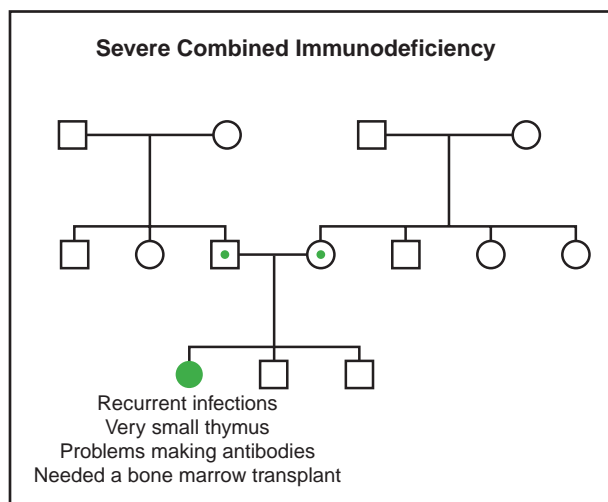 Severe Combined Immunodeficiency
Recurrent infections
Very small thymus
Problems making antibodies
Needed a bone marrow transplant